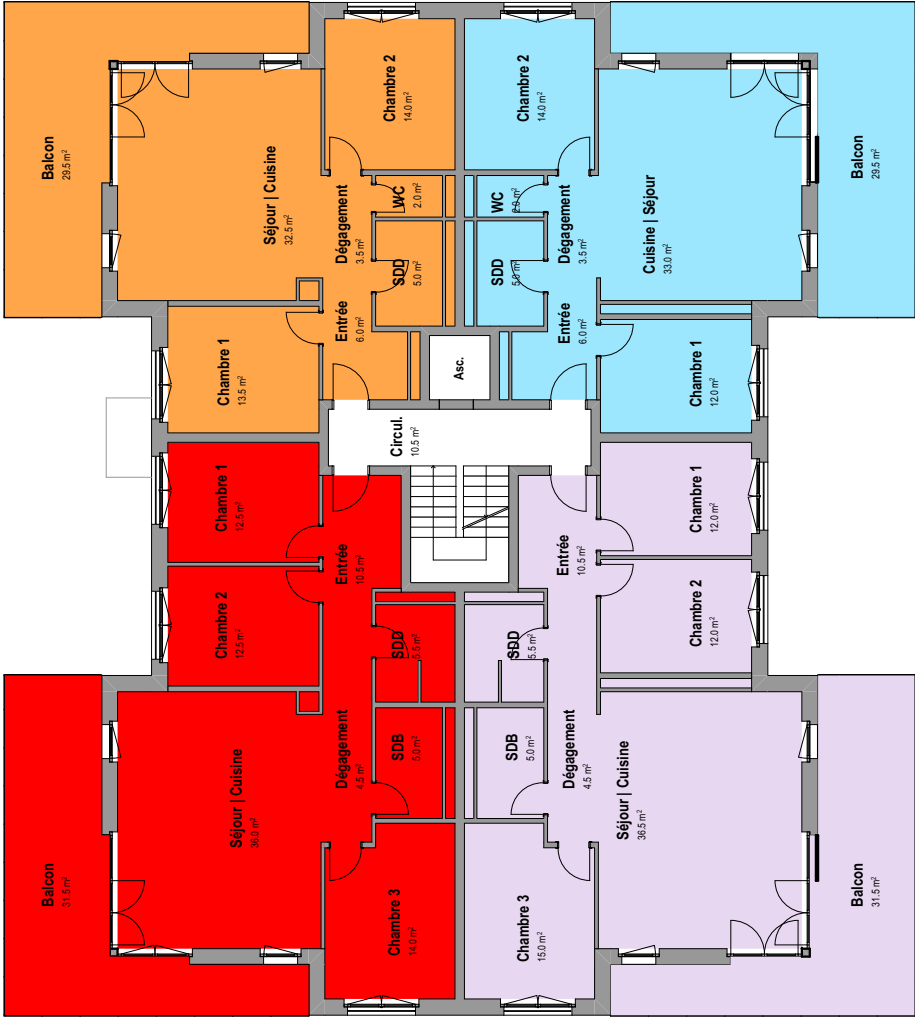 Balcon
29.5 m²
Séjour | Cuisine
32.5 m²
Chambre 2
14.0 m²
WC
2.0 m²
Dégagement
3.5 m²
SDD
5.0 m²
Entrée
6.0 m²
Chambre 1
13.5 m²
Chambre 2
14.0 m²
WC
2.0 m²
Dégagement
3.5 m²
SDD
5.0 m²
Entrée
6.0 m²
Cuisine | Séjour
33.0 m²
Balcon
29.5 m²
Chambre 1
12.0 m²
Asc.
Circul.
10.5 m²
Chambre 1
12.5 m²
Chambre 2
12.5 m²
Entrée
10.5 m²
SDD
5.5 m²
Dégagement
4.5 m²
SDB
5.0 m²
Séjour | Cuisine
36.0 m²
Balcon
31.5 m²
Chambre 3
14.0 m²
Entrée
10.5 m²
Chambre 1
12.0 m²
Chambre 2
12.0 m²
SDD
5.5 m²
SDB
5.0 m²
Dégagement
4.5 m²
Séjour | Cuisine
36.5 m²
Chambre 3
15.0 m²
Balcon
31.5 m²